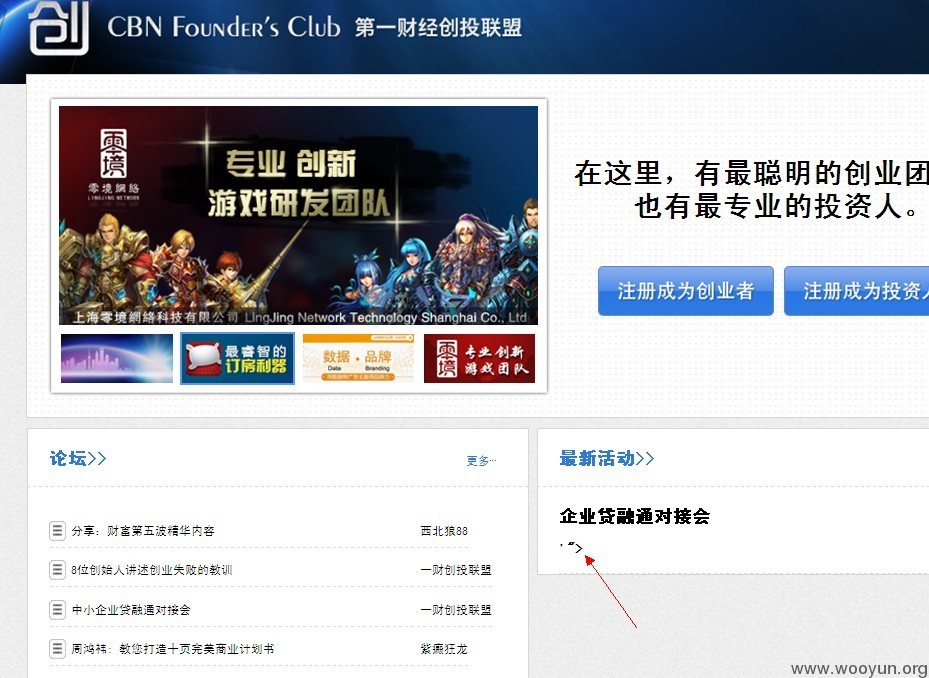 创
CBN FOUNDER'S CLUB 第一财经创投联盟
零境
零境網絡
LINGJING NETWORK
专业 创新
游戏研发团队
上海零境網絡科技有限公司 LingJing Network Technology Shanghai Co., Ltd
最睿智的
订房利器
数据 · 品牌
Data Branding
零境
专业创新
游戏团队
在这里，有最聪明的创业团
也有最专业的投资人。
注册成为创业者
注册成为投资人
论坛>>
更多...
分享：财富第五波精华内容 西北狼88
8位创始人讲述创业失败的教训 一财创投联盟
中小企业贷融通对接会 一财创投联盟
周鸿祎：教您打造十页完美商业计划书 紫癜狂龙
最新活动>>
企业贷融通对接会
' ">
www.wooyun.org